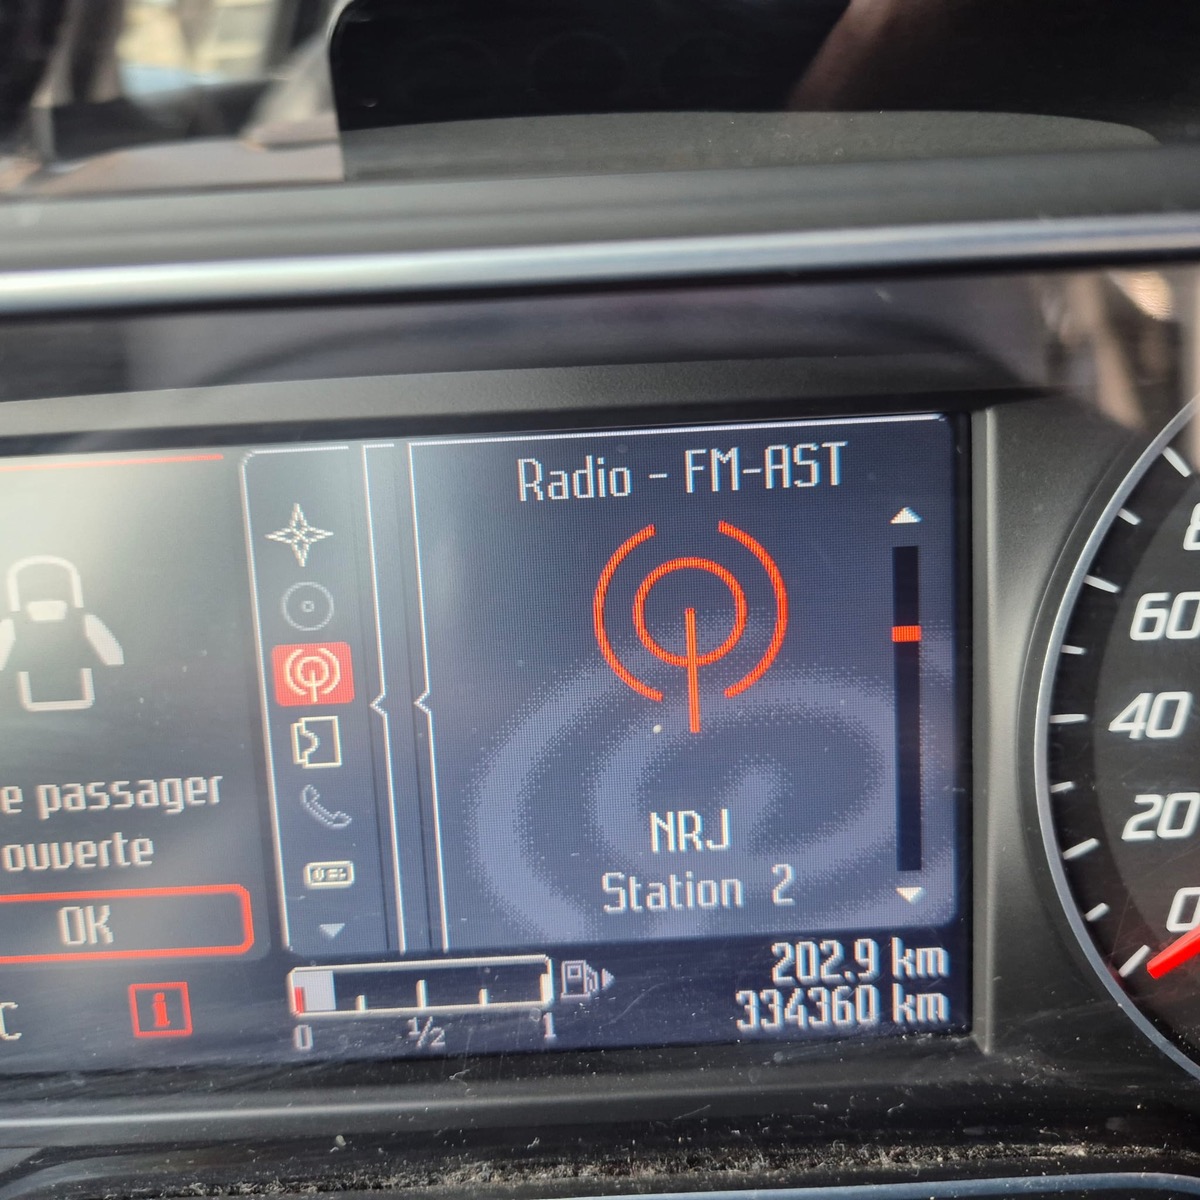 Radio - FM-AST
NRJ
Station 2
e passager
ouverte
OK
C
202.9 km
334360 km
0
1/2
1
60
40
20
0